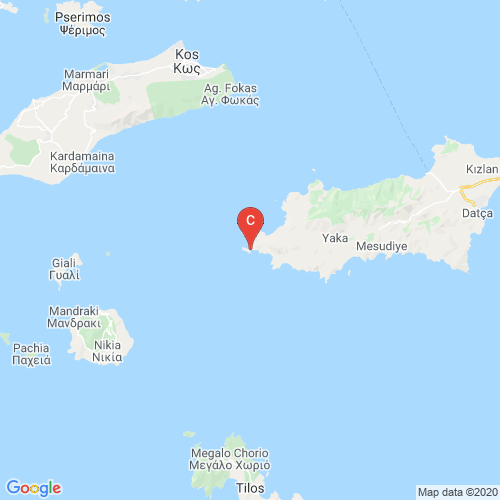 Pserimos
Ψέριμος
Kos
Κως
Marmari
Μαρμάρι
Ag. Fokas
Αγ. Φωκάς
Kardamaina
Καρδάμαινα
Kızlan
Datça
C
Yaka
Mesudiye
Giali
Γυαλί
Mandraki
Μανδράκι
Nikia
Νικία
Pachia
Παχειά
Megalo Chorio
Μεγάλο Χωριό
Tilos
Google
Map data ©2020